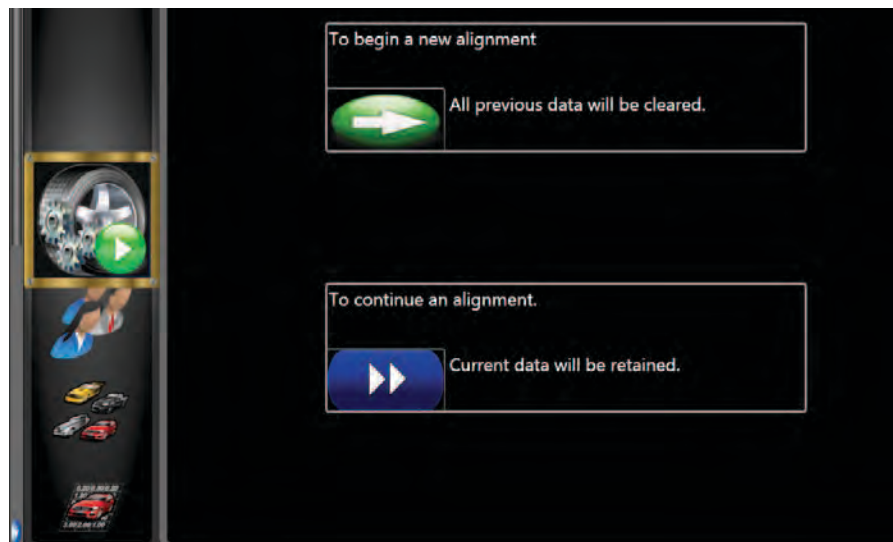 To begin a new alignment
All previous data will be cleared.
To continue an alignment.
Current data will be retained.